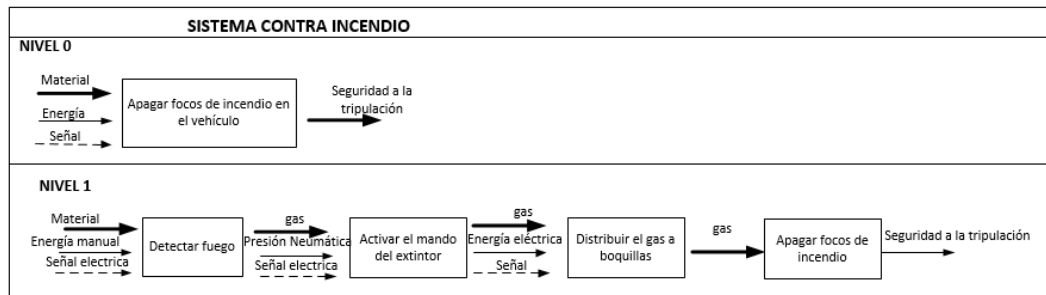 SISTEMA CONTRA INCENDIO
NIVEL 0
Material
Energía
Señal
Apagar focos de incendio en
el vehículo
Seguridad a la
tripulación
NIVEL 1
Material
Energía manual
Señal electrica
Detectar fuego
gas
Presión Neumática
Señal electrica
Activar el mando
del extintor
gas
Energía eléctrica
Señal
Distribuir el gas a
boquillas
gas
Apagar focos de
incendio
Seguridad a la tripulación